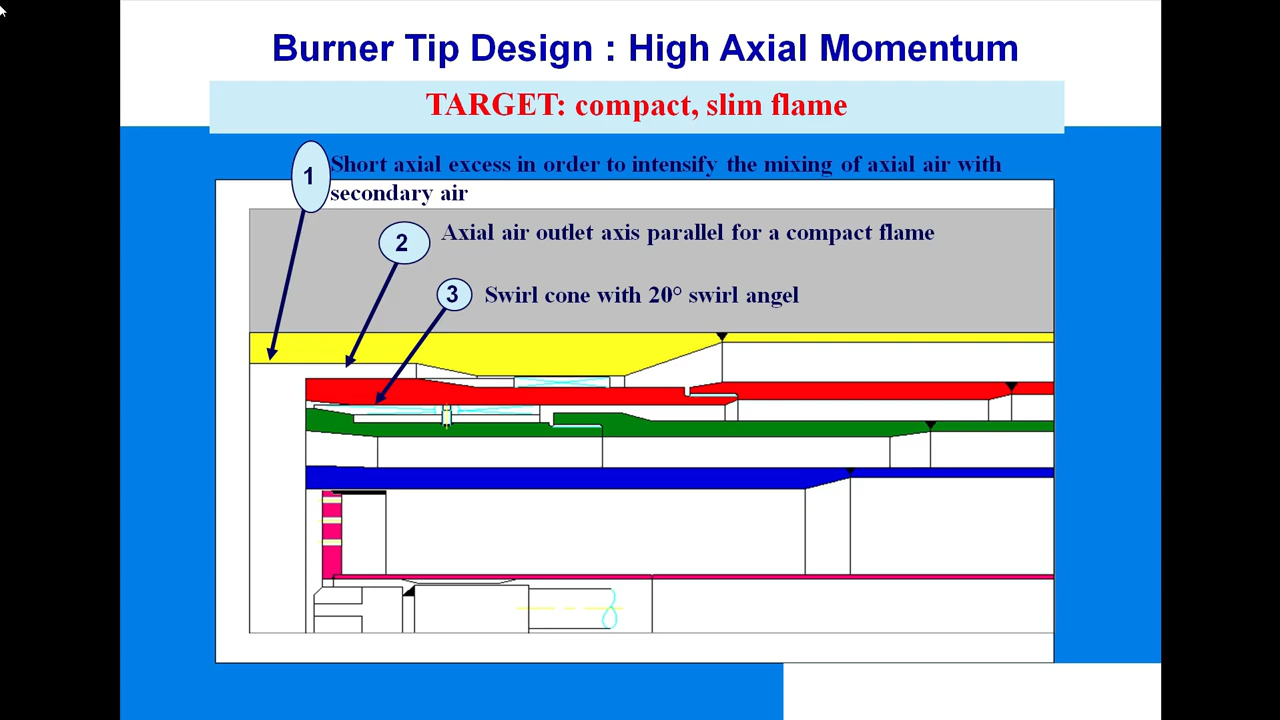 Burner Tip Design : High Axial Momentum
TARGET: compact, slim flame
1
Short axial excess in order to intensify the mixing of axial air with
secondary air
2
Axial air outlet axis parallel for a compact flame
3
Swirl cone with 20° swirl angel